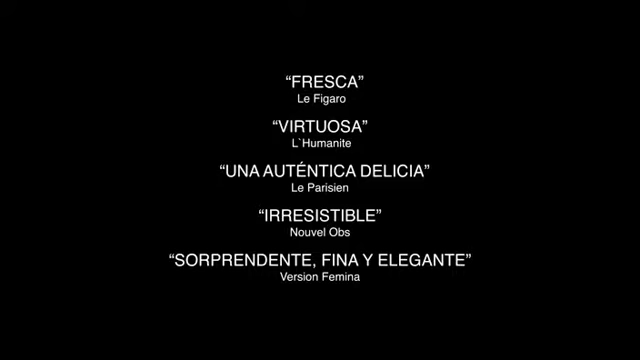 “FRESCA”
Le Figaro
“VIRTUOSA”
L`Humanite
“UNA AUTÉNTICA DELICIA”
Le Parisien
“IRRESISTIBLE”
Nouvel Obs
“SORPRENDENTE, FINA Y ELEGANTE”
Version Femina